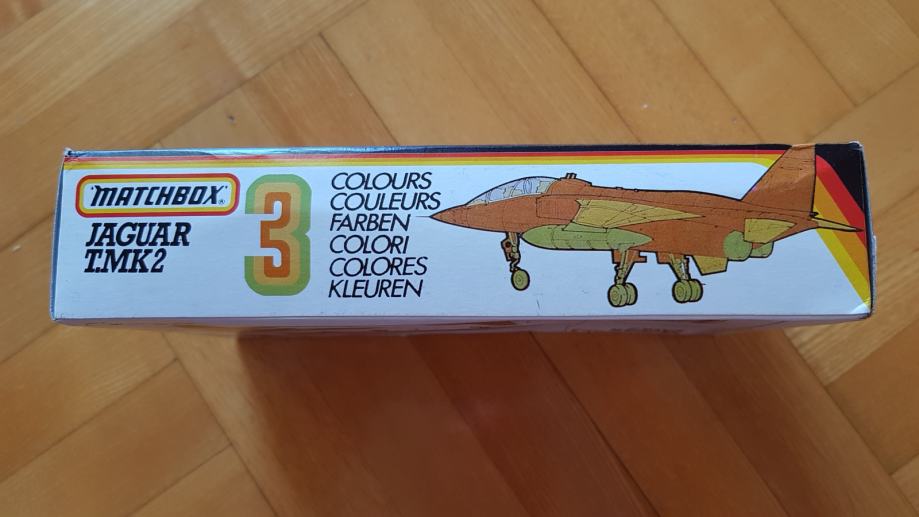 "MATCHBOX"®
JAGUAR
T.MK2
3
COLOURS
COULEURS
FARBEN
COLORI
COLORES
KLEUREN